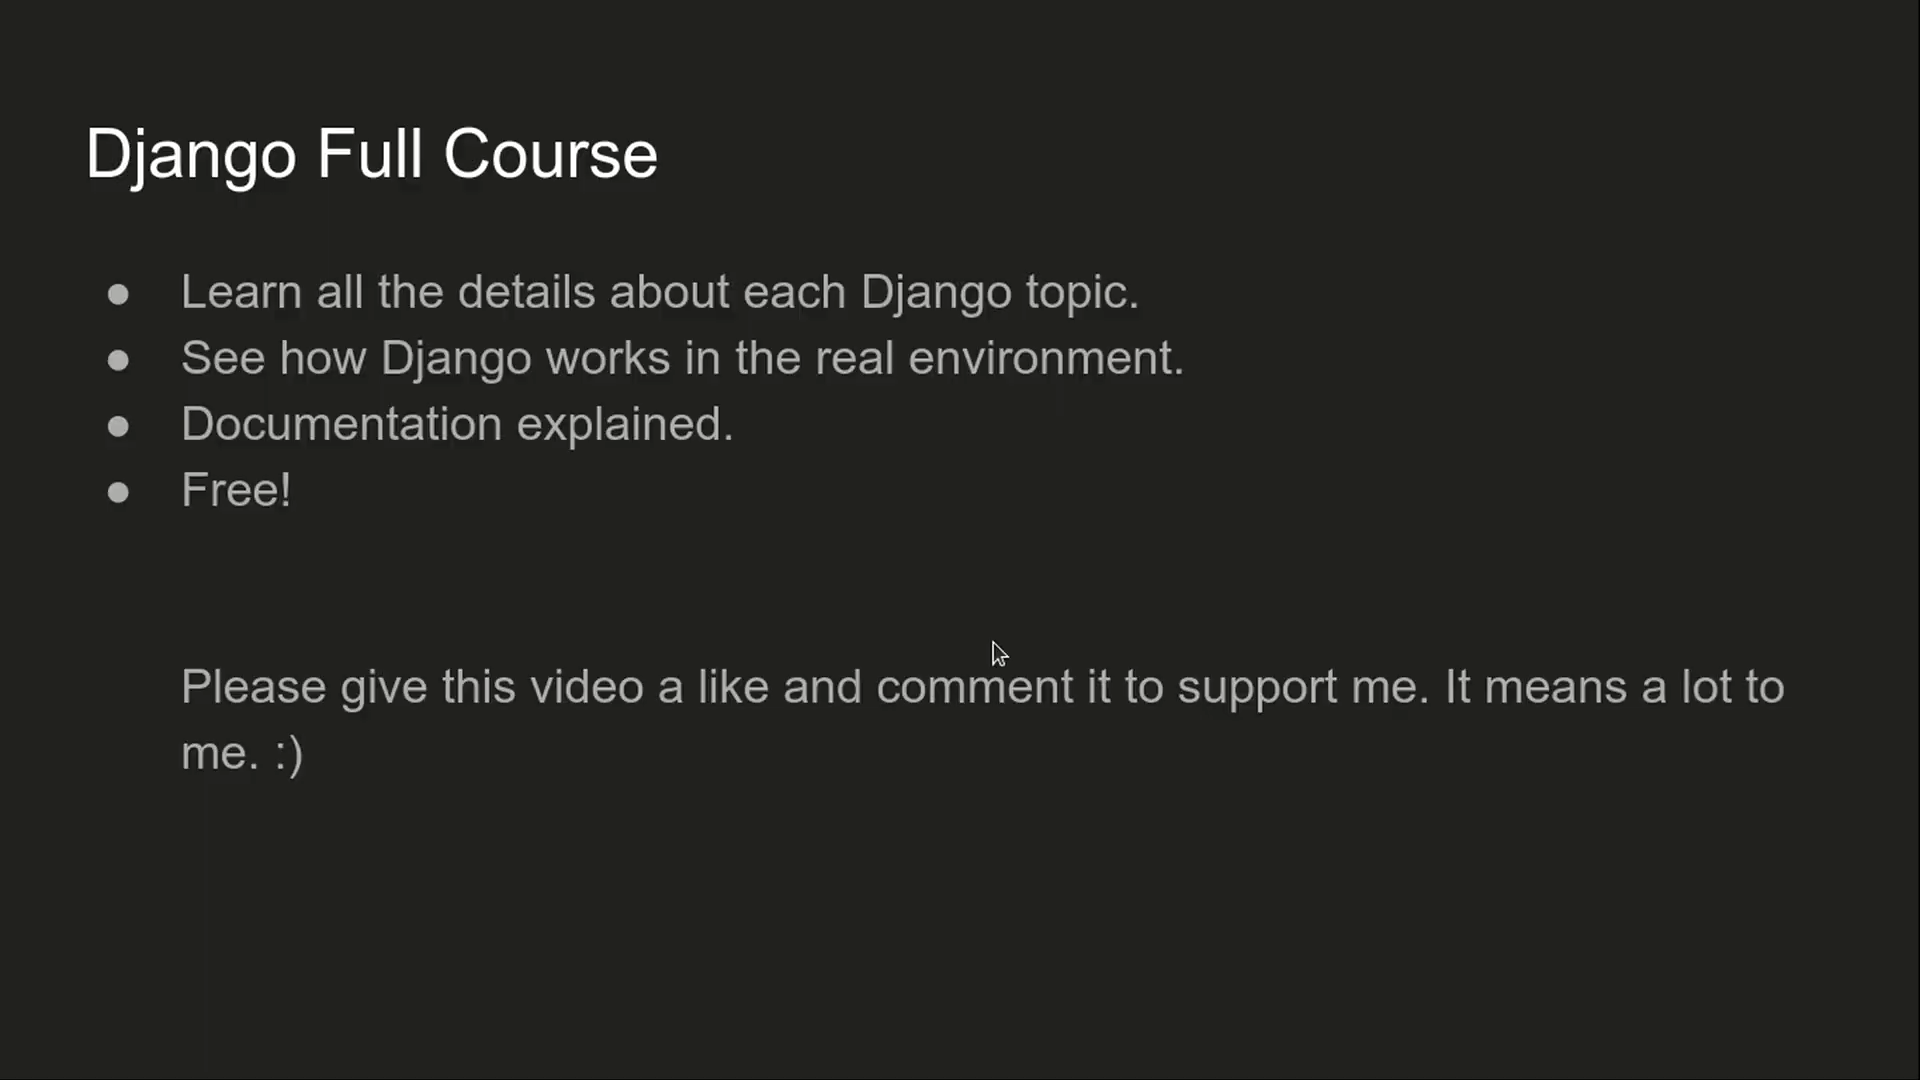 Django Full Course
● Learn all the details about each Django topic.
● See how Django works in the real environment.
● Documentation explained.
● Free!
Please give this video a like and comment it to support me. It means a lot to
me. :)